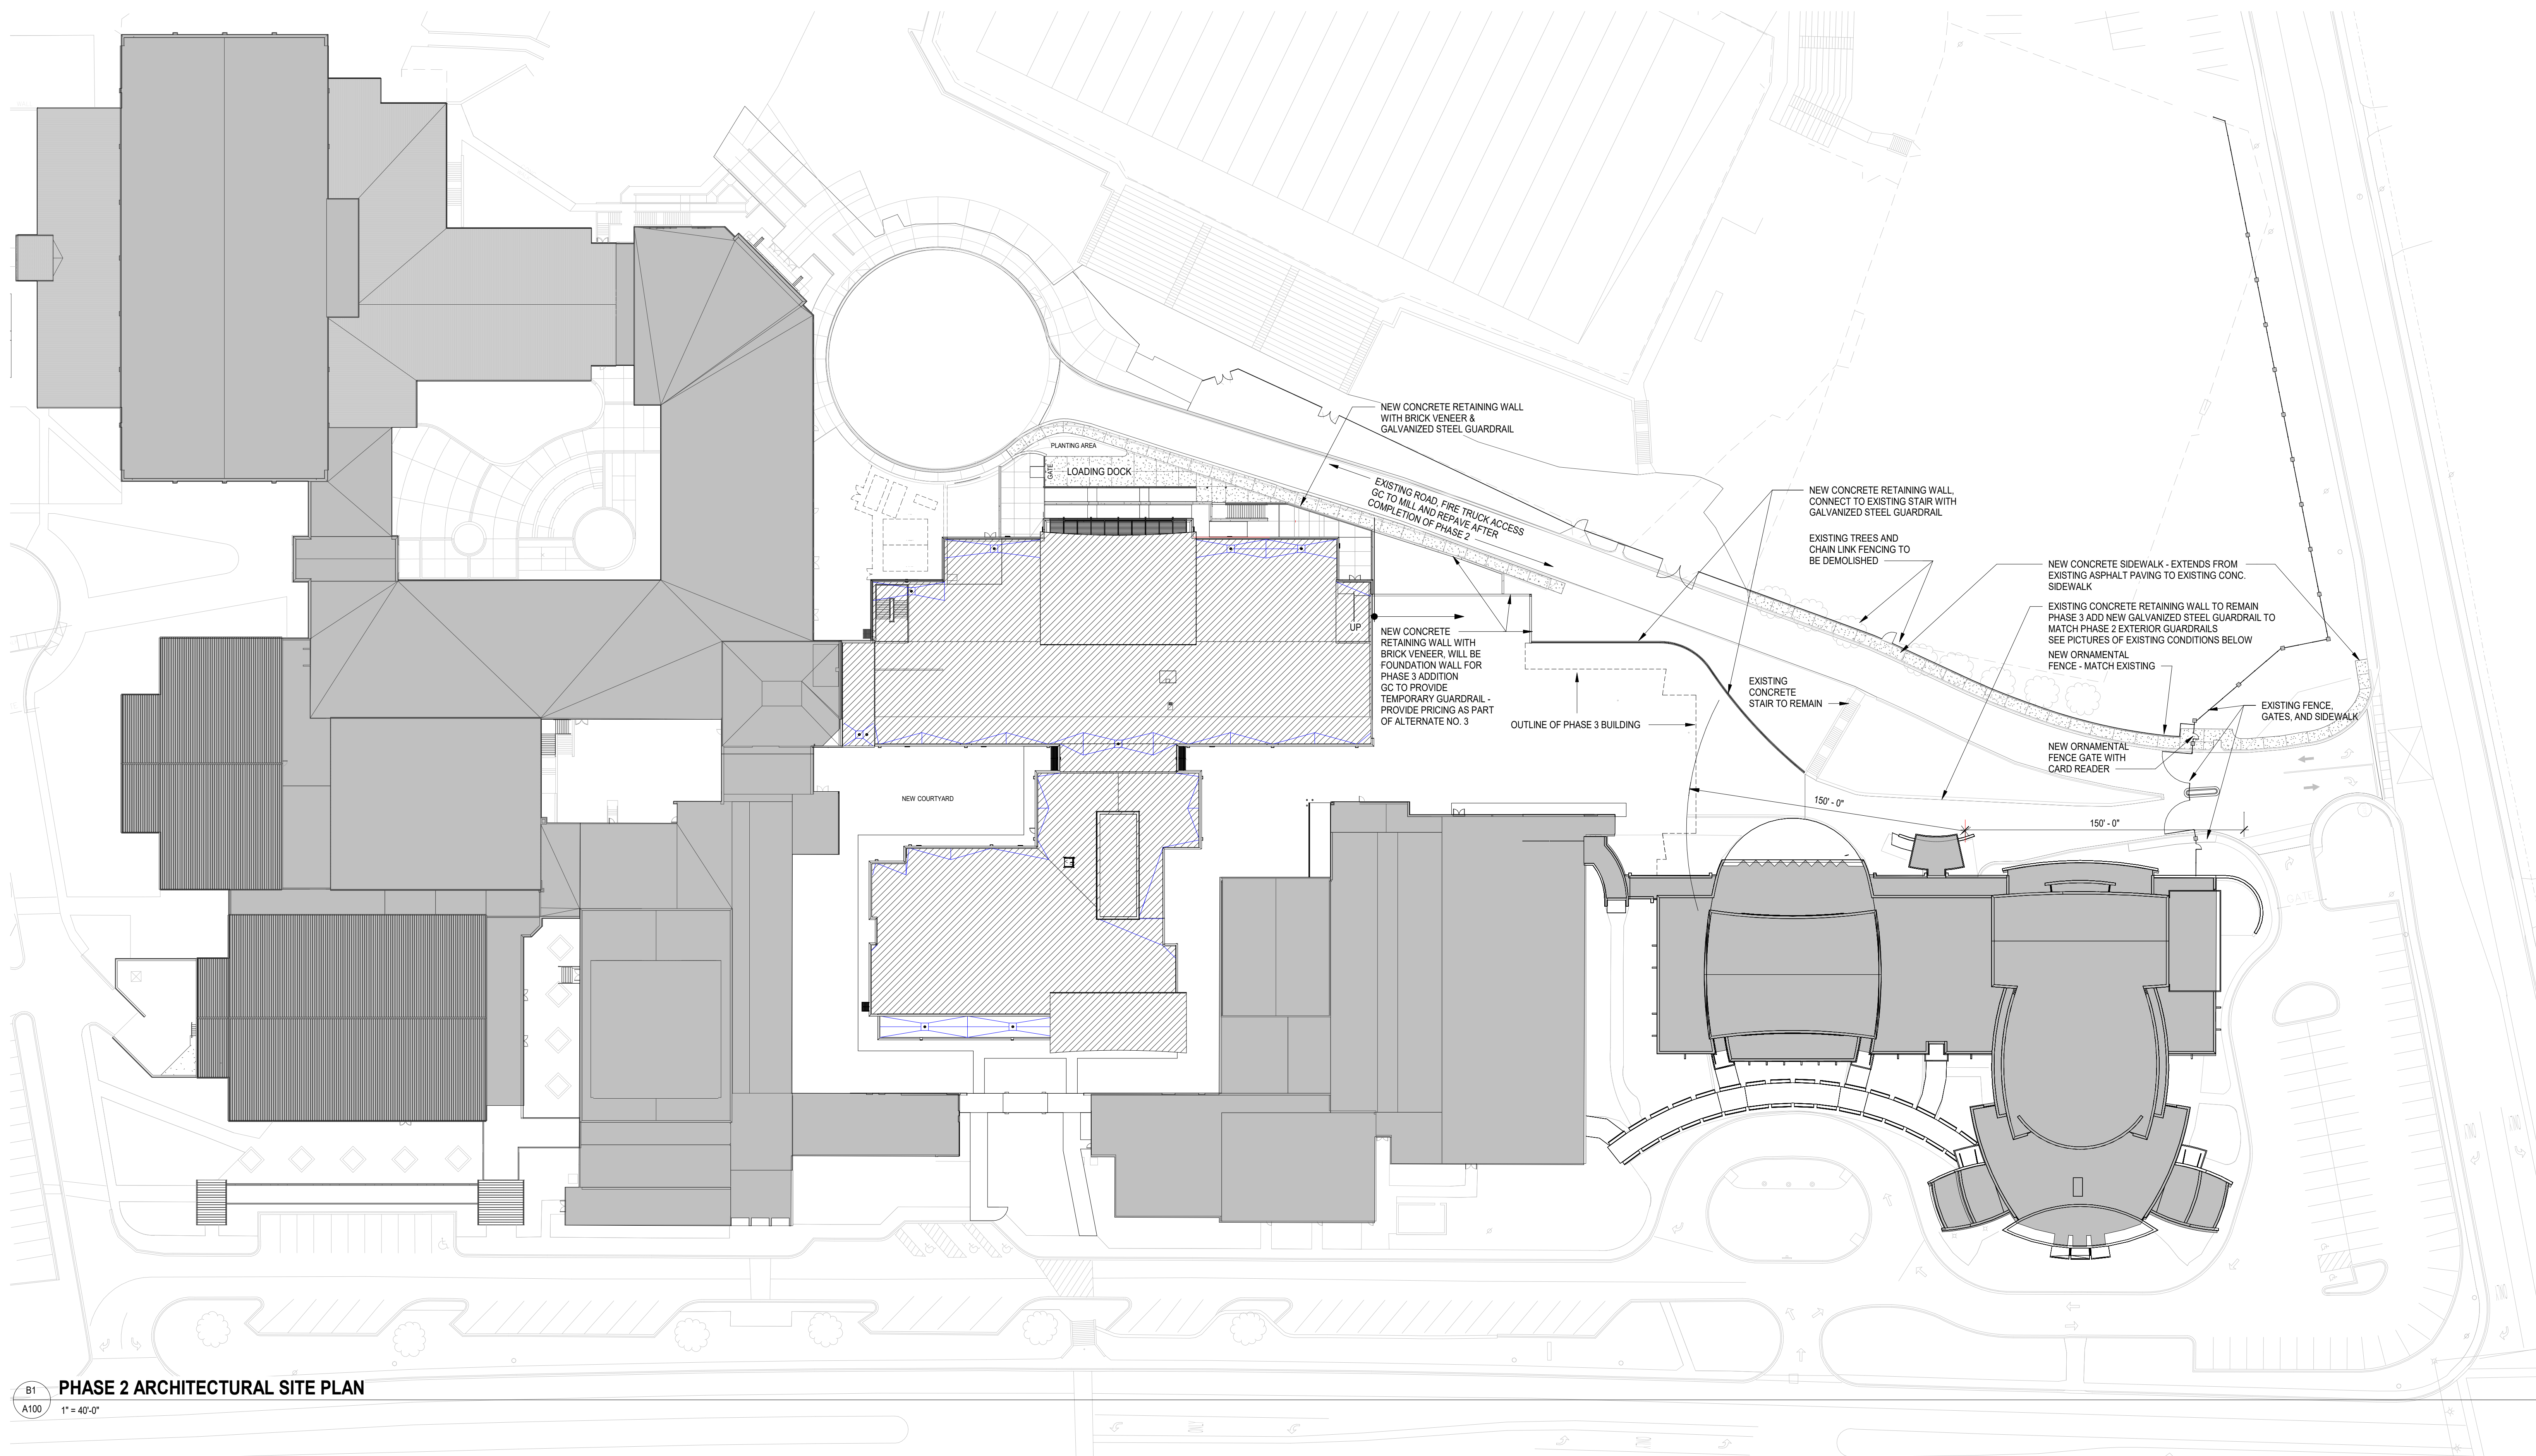 NEW CONCRETE RETAINING WALL
WITH BRICK VENEER &
GALVANIZED STEEL GUARDRAIL
PLANTING AREA
GATE
LOADING DOCK
EXISTING ROAD, FIRE TRUCK ACCESS
GC TO MILL AND REPAVE AFTER
COMPLETION OF PHASE 2
NEW CONCRETE RETAINING WALL,
CONNECT TO EXISTING STAIR WITH
GALVANIZED STEEL GUARDRAIL
EXISTING TREES AND
CHAIN LINK FENCING TO
BE DEMOLISHED
NEW CONCRETE SIDEWALK - EXTENDS FROM
EXISTING ASPHALT PAVING TO EXISTING CONC.
SIDEWALK
EXISTING CONCRETE RETAINING WALL TO REMAIN
PHASE 3 ADD NEW GALVANIZED STEEL GUARDRAIL TO
MATCH PHASE 2 EXTERIOR GUARDRAILS
SEE PICTURES OF EXISTING CONDITIONS BELOW
NEW ORNAMENTAL
FENCE - MATCH EXISTING
UP
NEW CONCRETE
RETAINING WALL WITH
BRICK VENEER, WILL BE
FOUNDATION WALL FOR
PHASE 3 ADDITION
GC TO PROVIDE
TEMPORARY GUARDRAIL -
PROVIDE PRICING AS PART
OF ALTERNATE NO. 3
EXISTING
CONCRETE
STAIR TO REMAIN
OUTLINE OF PHASE 3 BUILDING
EXISTING FENCE,
GATES, AND SIDEWALK
NEW ORNAMENTAL
FENCE GATE WITH
CARD READER
NEW COURTYARD
150' - 0"
150' - 0"
GATE
B1
PHASE 2 ARCHITECTURAL SITE PLAN
A100
1" = 40'-0"